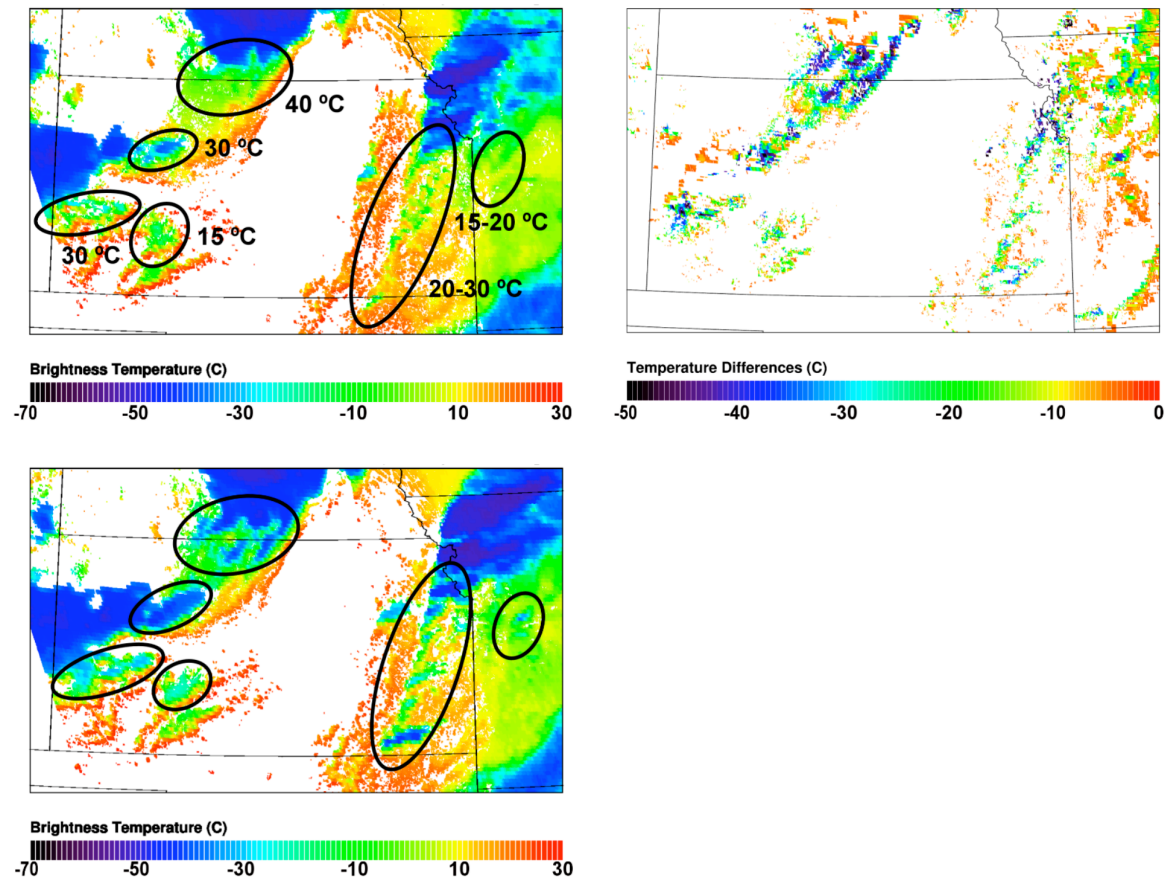 40 ºC
30 ºC
15 ºC
30 ºC
15-20 ºC
20-30 ºC
Brightness Temperature (C)
-70 -50 -30 -10 10 30
Temperature Differences (C)
-50 -40 -30 -20 -10 0
Brightness Temperature (C)
-70 -50 -30 -10 10 30